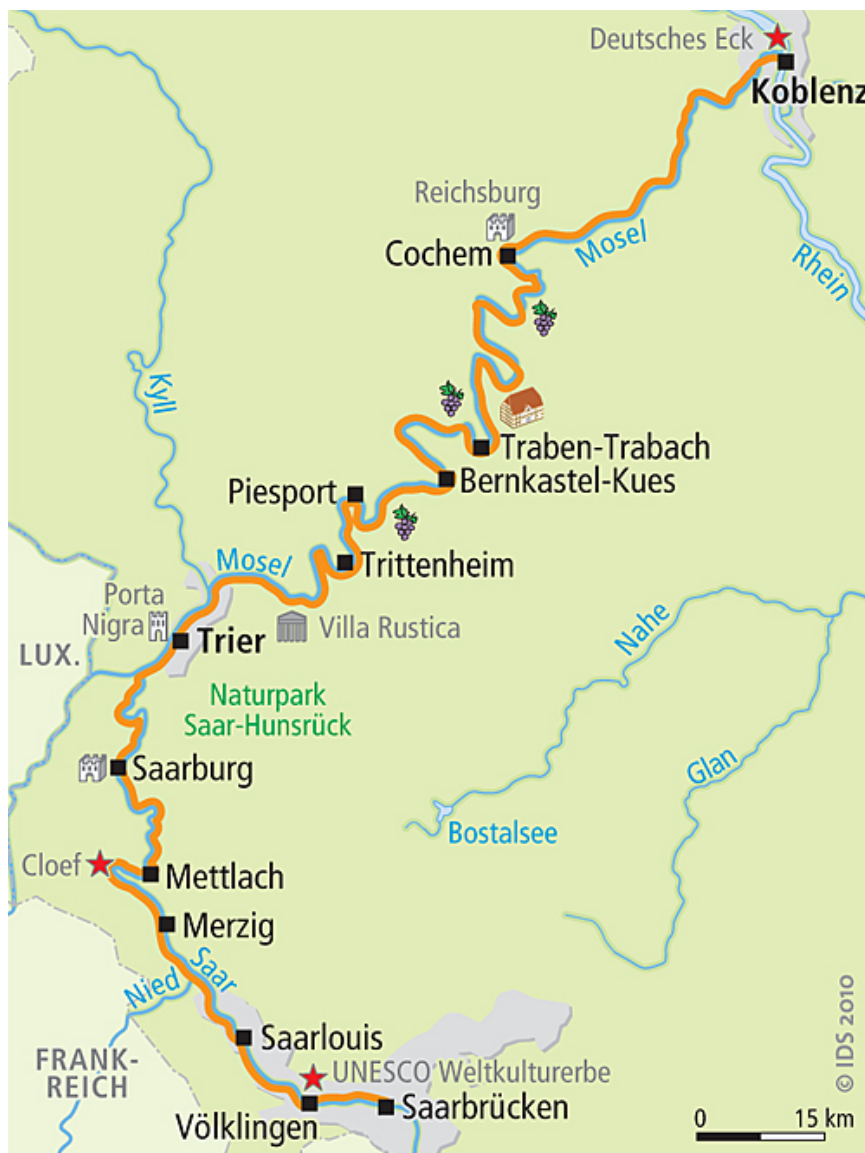 Deutsches Eck
Koblenz
Reichsburg
Cochem
Mosel
Rhein
Kyll
Traben-Trabach
Bernkastel-Kues
Piesport
Trittenheim
Mosel
Porta
Nigra
Trier
Villa Rustica
LUX.
Naturpark
Saar-Hunsrück
Nahe
Saarburg
Glan
Bostalsee
Cloef
Mettlach
Merzig
Saar
Nied
Saarlouis
FRANK-
REICH
UNESCO Weltkulturerbe
Völklingen
Saarbrücken
0 15 km
© IDS 2010